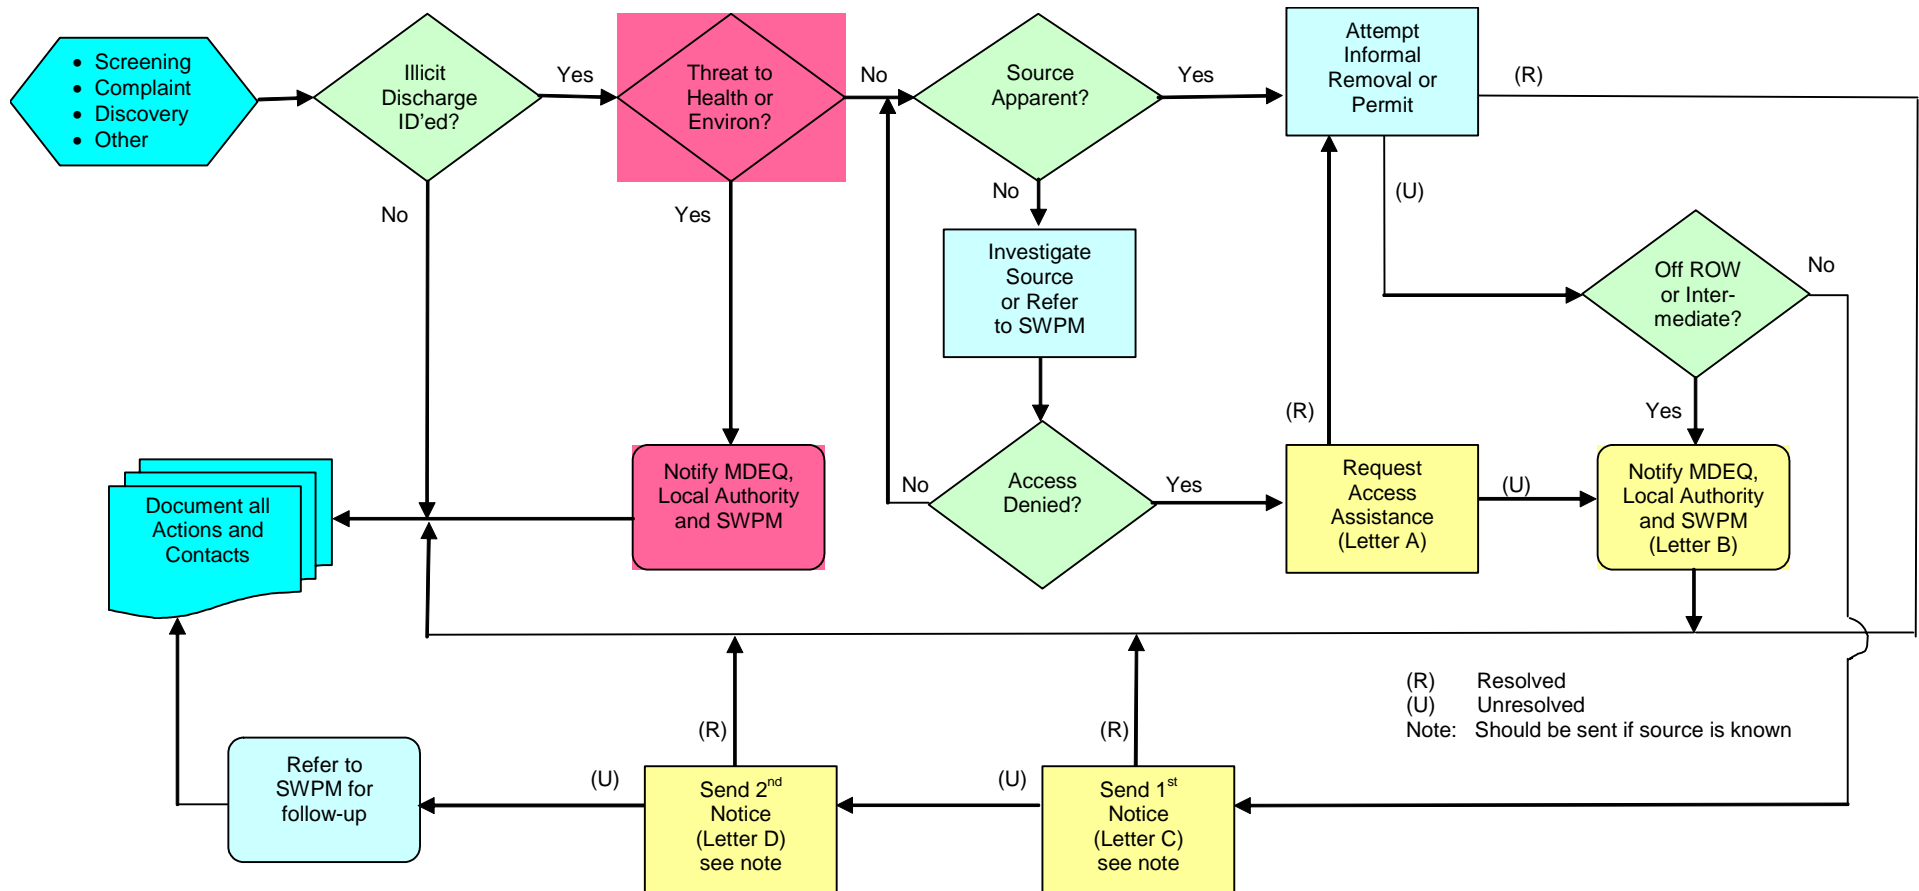 • Screening
• Complaint
• Discovery
• Other
Illicit
Discharge
ID'ed?
Yes
No
Threat to
Health or
Environ?
No
Yes
Source
Apparent?
Yes
No
Attempt
Informal
Removal or
Permit
(R)
(U)
Investigate
Source
or Refer
to SWPM
Off ROW
or Inter-
mediate?
No
Yes
Access
Denied?
No
Yes
(R)
Request
Access
Assistance
(Letter A)
(U)
Notify MDEQ,
Local Authority
and SWPM
(Letter B)
Notify MDEQ,
Local Authority
and SWPM
Document all
Actions and
Contacts
(R) Resolved
(U) Unresolved
Note: Should be sent if source is known
(R)
(R)
Refer to
SWPM for
follow-up
(U)
Send 2nd
Notice
(Letter D)
see note
(U)
Send 1st
Notice
(Letter C)
see note